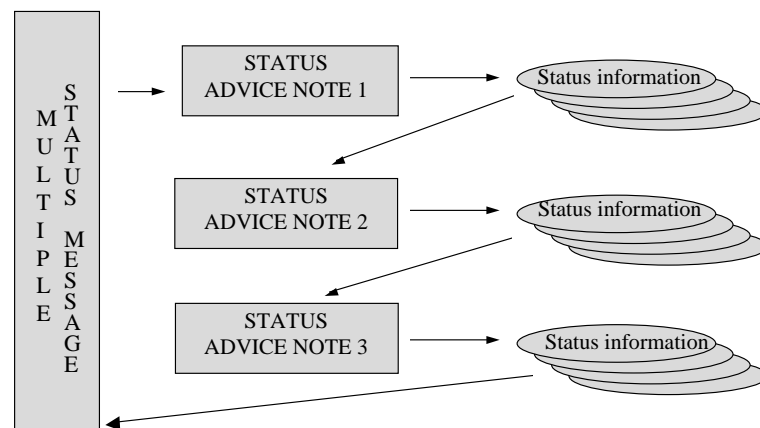 MULTIPLE
STATUS MESSAGE
STATUS
ADVICE NOTE 1
Status information
STATUS
ADVICE NOTE 2
Status information
STATUS
ADVICE NOTE 3
Status information